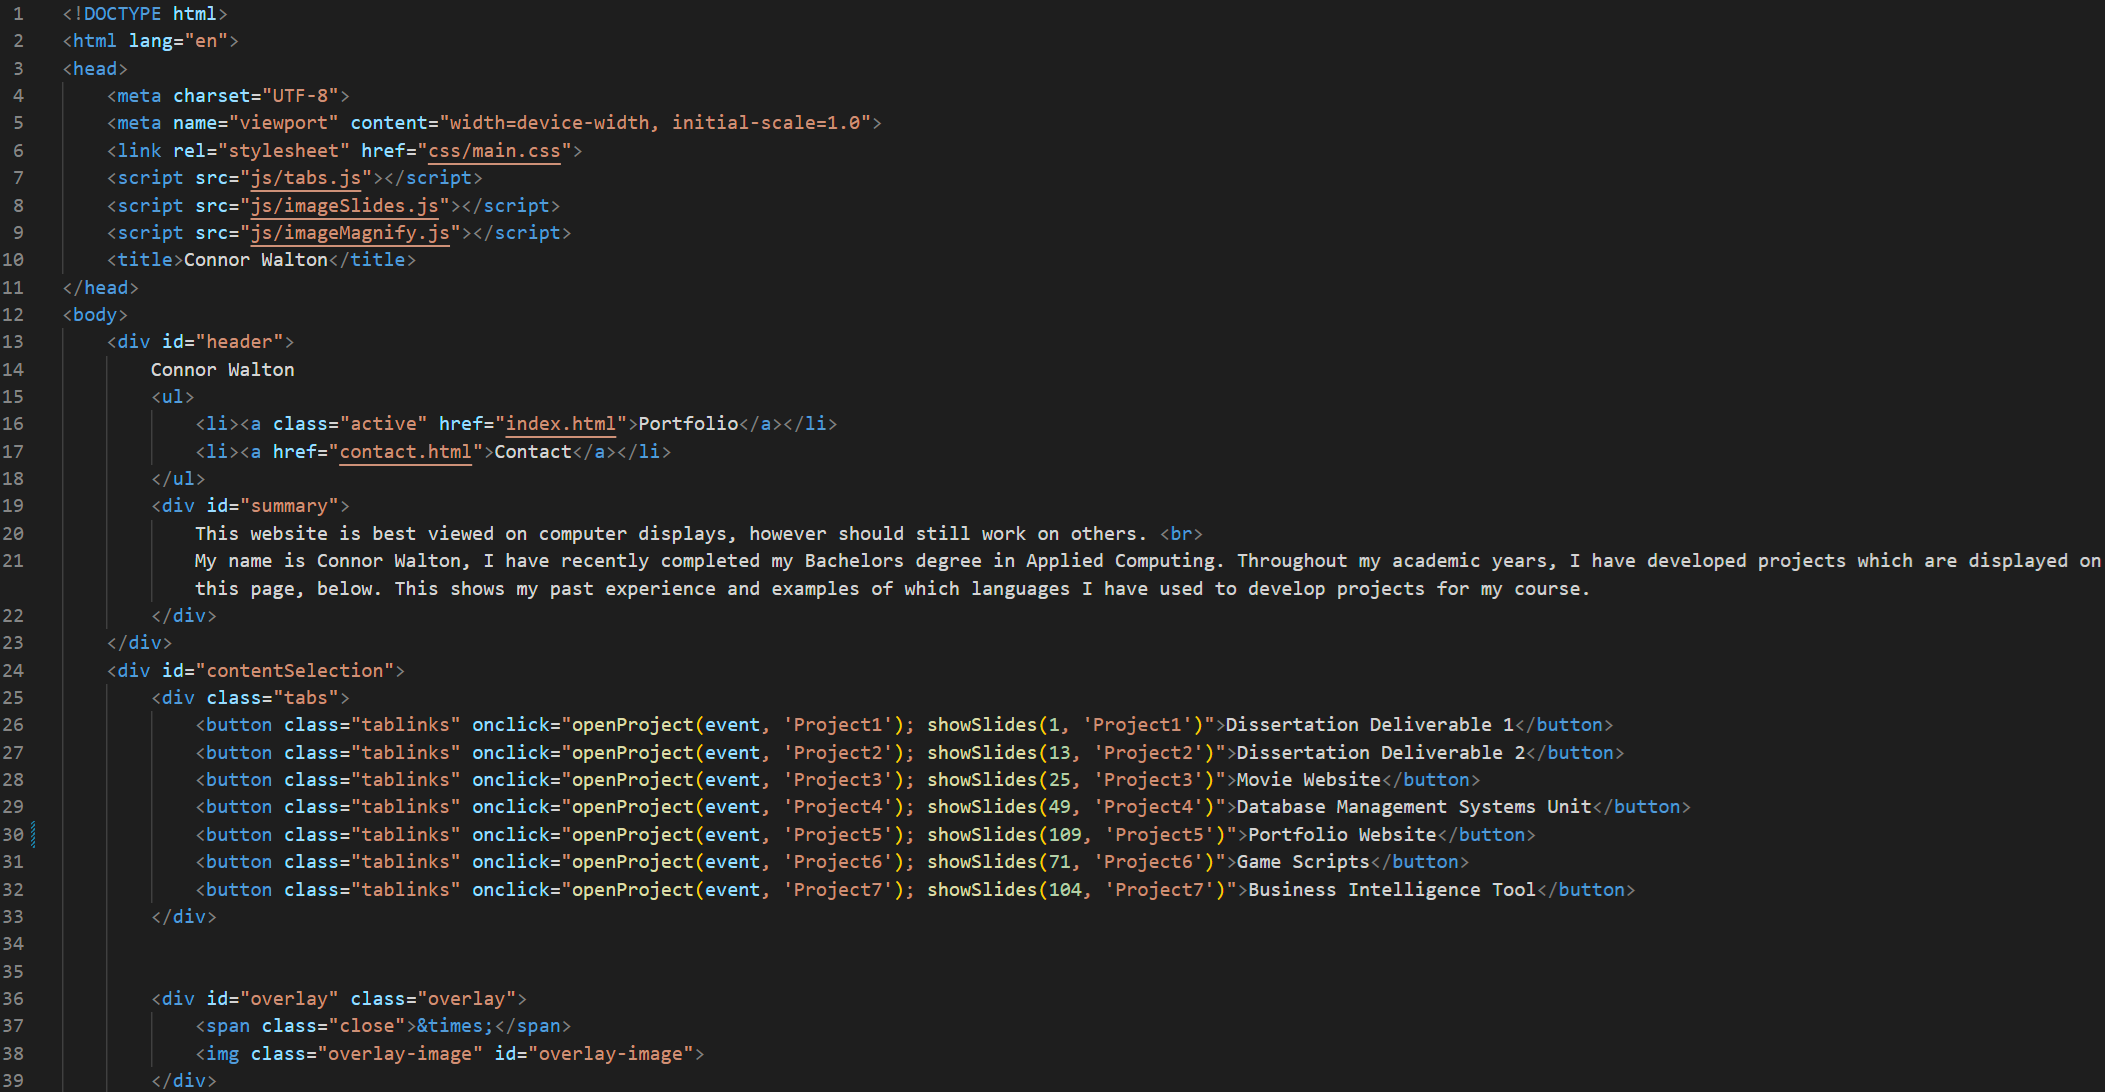 1 <!DOCTYPE html>
2 <html lang="en">
3 <head>
4     <meta charset="UTF-8">
5     <meta name="viewport" content="width=device-width, initial-scale=1.0">
6     <link rel="stylesheet" href="css/main.css">
7     <script src="js/tabs.js"></script>
8     <script src="js/imageSlides.js"></script>
9     <script src="js/imageMagnify.js"></script>
10     <title>Connor Walton</title>
11 </head>
12 <body>
13     <div id="header">
14         Connor Walton
15         <ul>
16             <li><a class="active" href="index.html">Portfolio</a></li>
17             <li><a href="contact.html">Contact</a></li>
18         </ul>
19         <div id="summary">
20             This website is best viewed on computer displays, however should still work on others. <br>
21             My name is Connor Walton, I have recently completed my Bachelors degree in Applied Computing. Throughout my academic years, I have developed projects which are displayed on
            this page, below. This shows my past experience and examples of which languages I have used to develop projects for my course.
22         </div>
23     </div>
24     <div id="contentSelection">
25         <div class="tabs">
26             <button class="tablinks" onclick="openProject(event, 'Project1'); showSlides(1, 'Project1')">Dissertation Deliverable 1</button>
27             <button class="tablinks" onclick="openProject(event, 'Project2'); showSlides(13, 'Project2')">Dissertation Deliverable 2</button>
28             <button class="tablinks" onclick="openProject(event, 'Project3'); showSlides(25, 'Project3')">Movie Website</button>
29             <button class="tablinks" onclick="openProject(event, 'Project4'); showSlides(49, 'Project4')">Database Management Systems Unit</button>
30             <button class="tablinks" onclick="openProject(event, 'Project5'); showSlides(109, 'Project5')">Portfolio Website</button>
31             <button class="tablinks" onclick="openProject(event, 'Project6'); showSlides(71, 'Project6')">Game Scripts</button>
32             <button class="tablinks" onclick="openProject(event, 'Project7'); showSlides(104, 'Project7')">Business Intelligence Tool</button>
33         </div>
34
35
36         <div id="overlay" class="overlay">
37             <span class="close">&times;</span>
38             <img class="overlay-image" id="overlay-image">
39         </div>